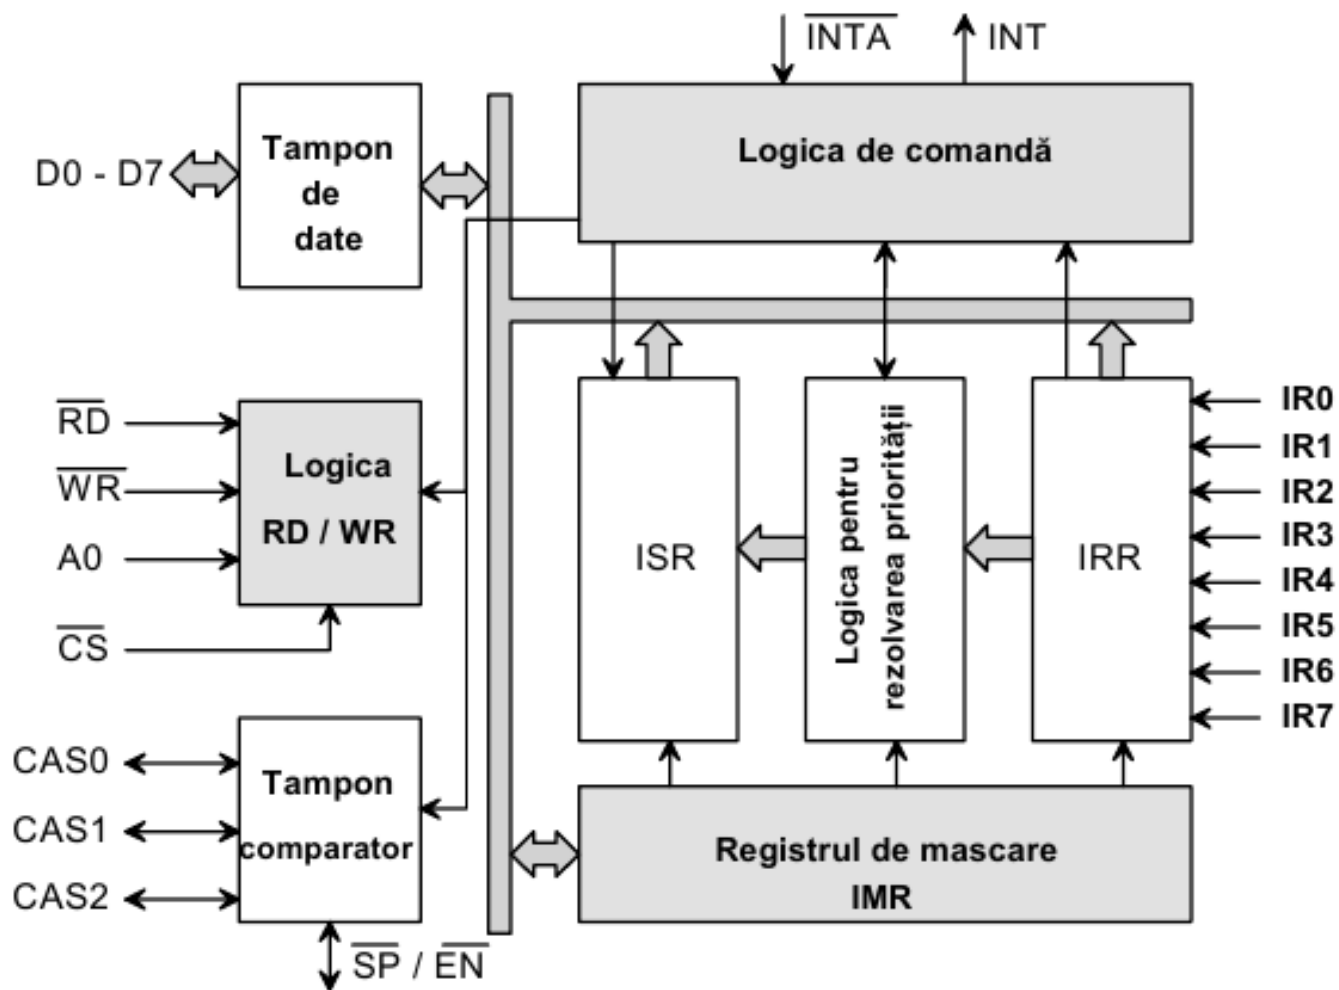 INTA INT
D0 - D7
Tampon
de
date
Logica de comandă
RD
WR
A0
CS
Logica
RD / WR
ISR
Logica pentru
rezolvarea priorității
IRR
IR0
IR1
IR2
IR3
IR4
IR5
IR6
IR7
CAS0
CAS1
CAS2
Tampon
comparator
SP / EN
Registrul de mascare
IMR